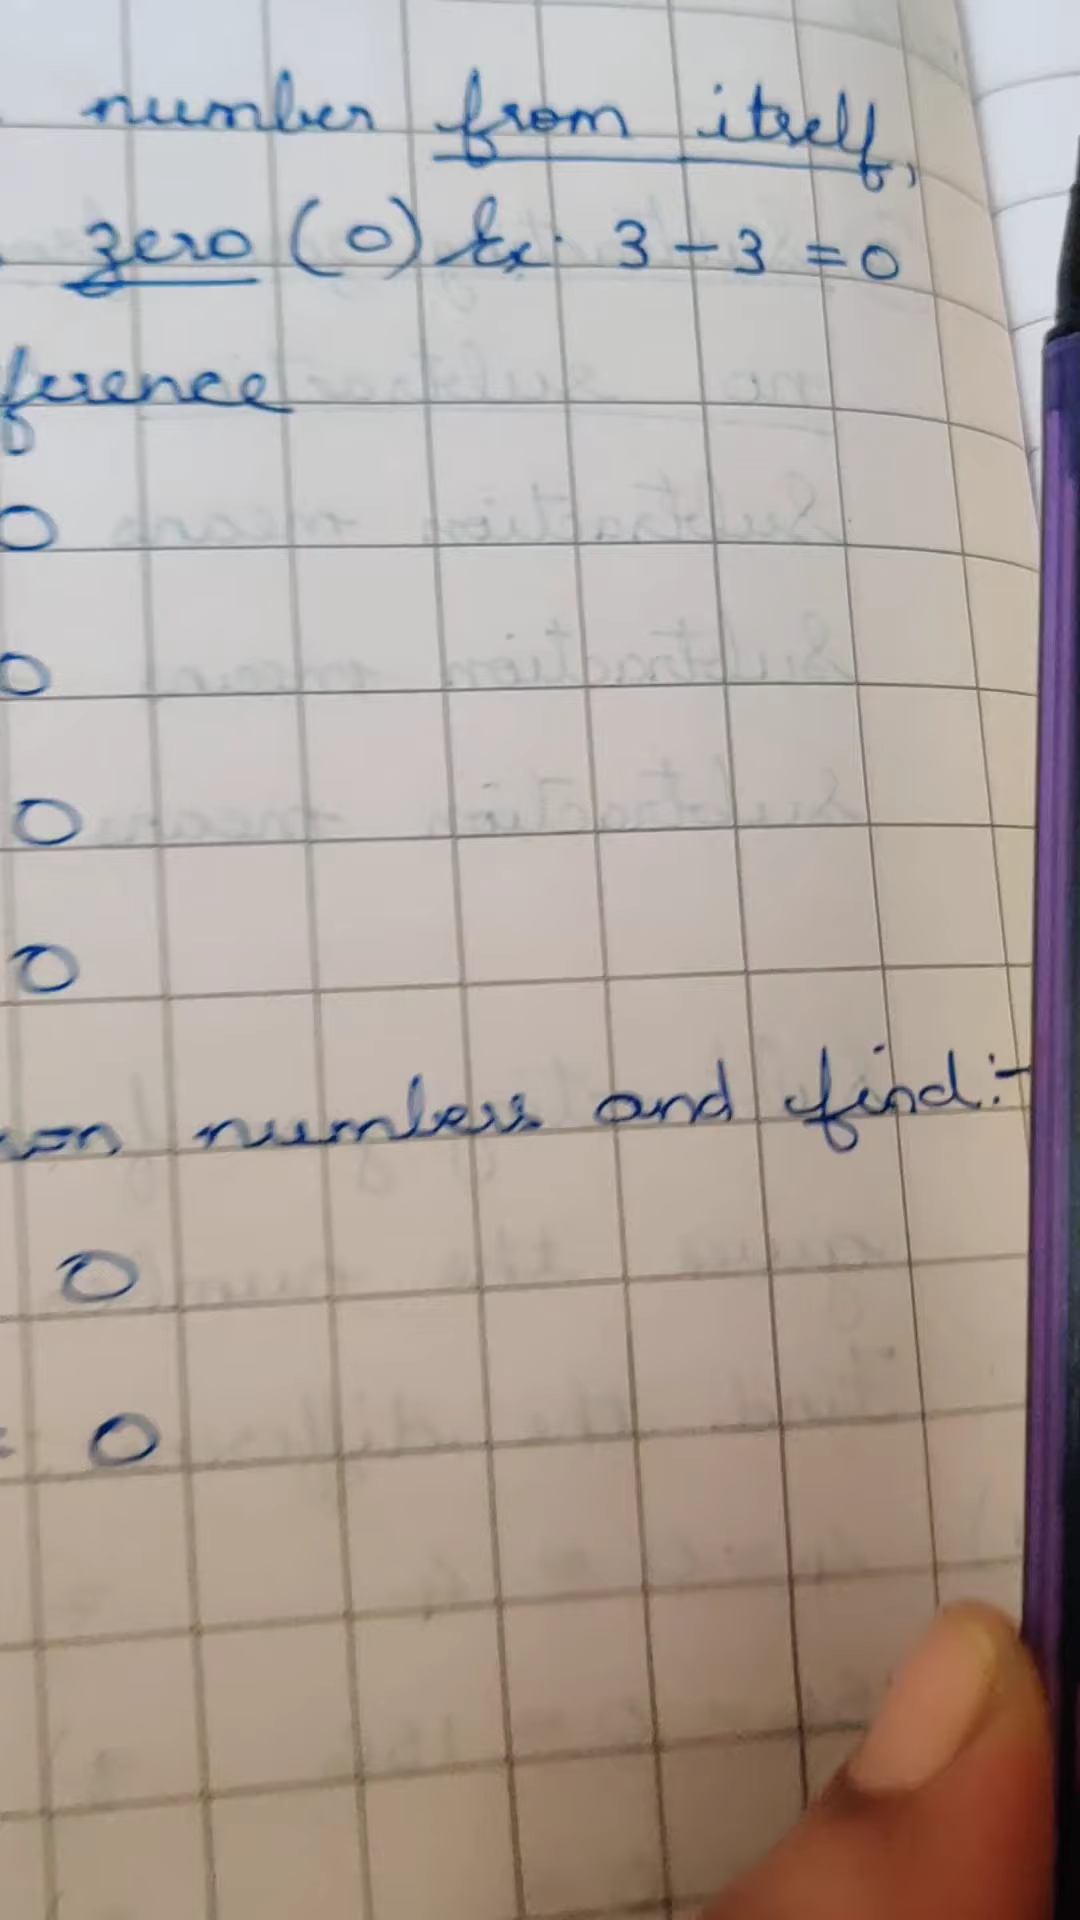 number from itself,
zero (0) Ex. 3 - 3 = 0
ference
0
0
0
0
numbers and find:-
0
= 0